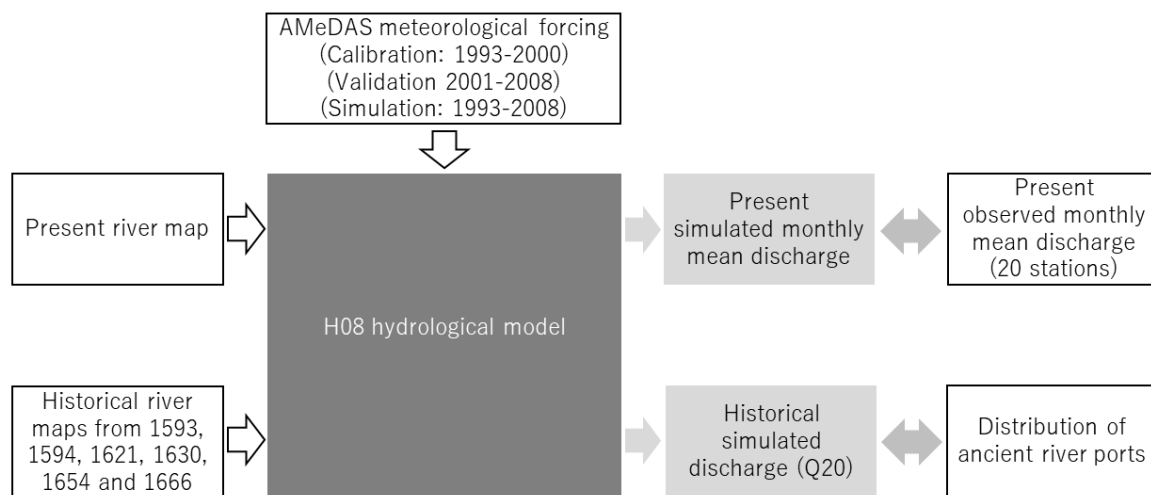 AMeDAS meteorological forcing
(Calibration: 1993-2000)
(Validation 2001-2008)
(Simulation: 1993-2008)
Present river map
H08 hydrological model
Present
simulated monthly
mean discharge
Present
observed monthly
mean discharge
(20 stations)
Historical river
maps from 1593,
1594, 1621, 1630,
1654 and 1666
Historical
simulated
discharge (Q20)
Distribution of
ancient river ports